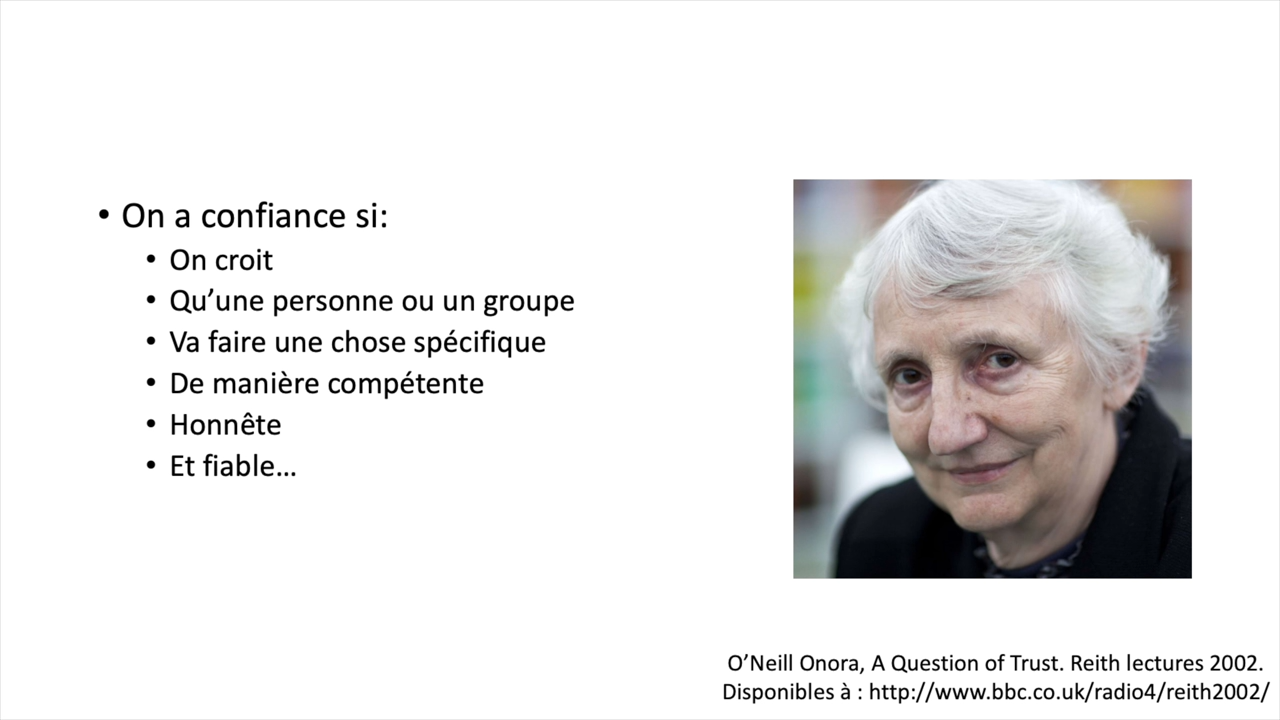 • On a confiance si:
• On croit
• Qu’une personne ou un groupe
• Va faire une chose spécifique
• De manière compétente
• Honnête
• Et fiable…
O’Neill Onora, A Question of Trust. Reith lectures 2002.
Disponibles à : http://www.bbc.co.uk/radio4/reith2002/